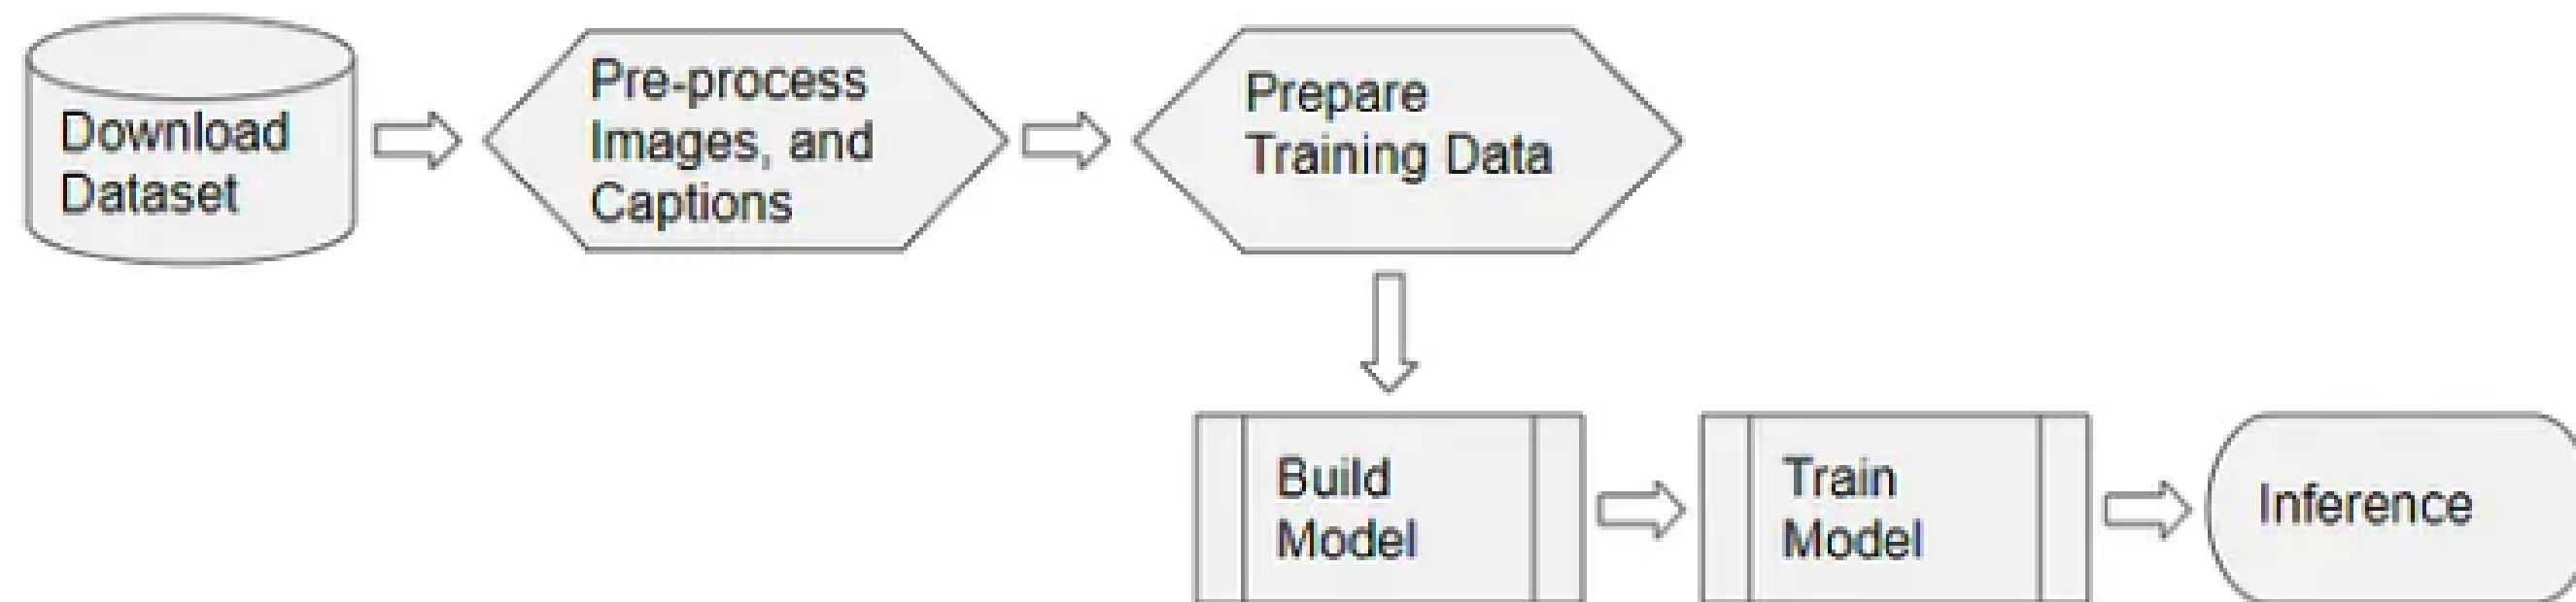 Download
Dataset
Pre-process
Images, and
Captions
Prepare
Training Data
Build
Model
Train
Model
Inference